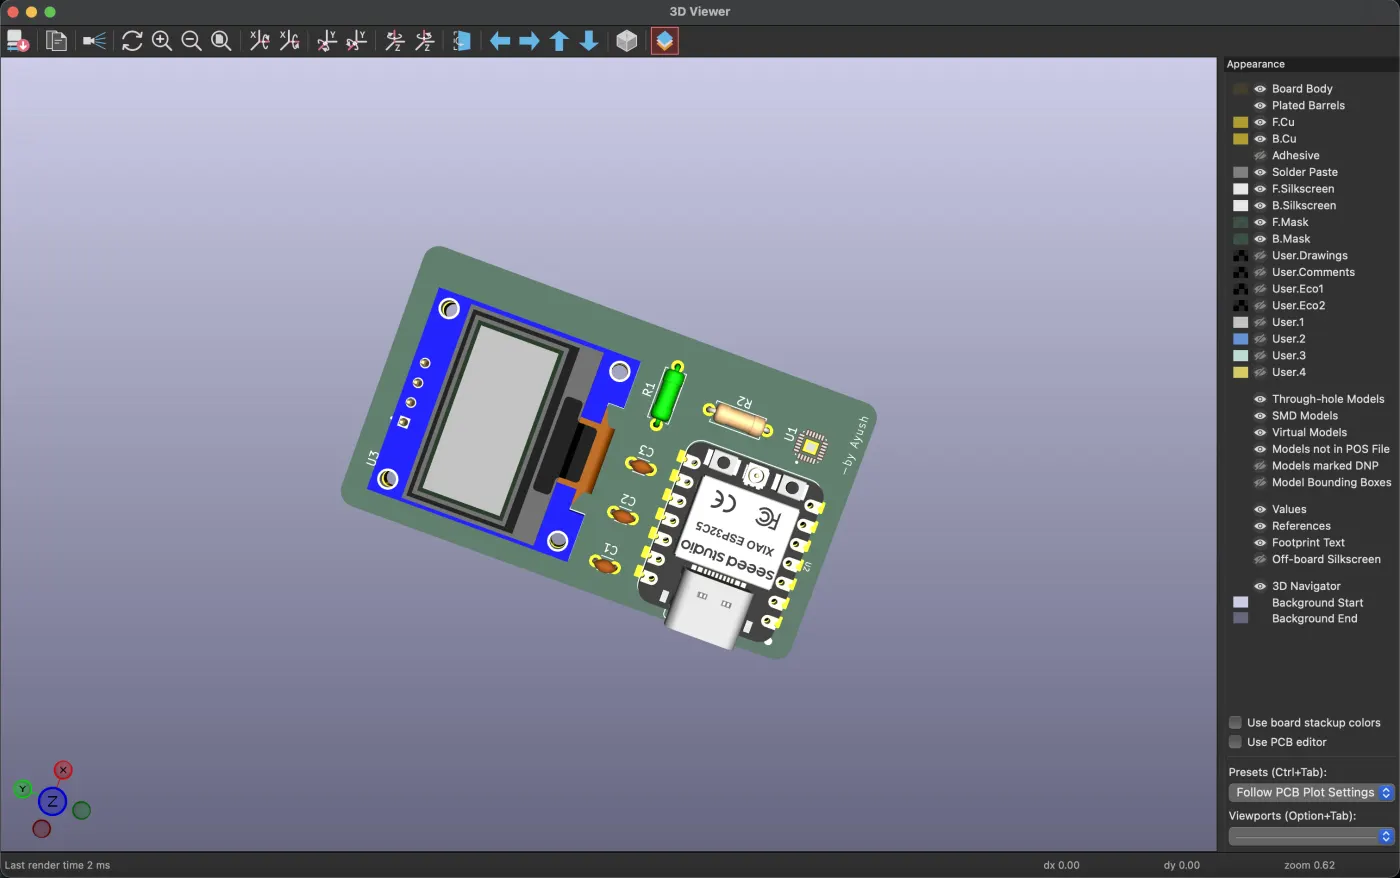 3D Viewer
Appearance
Board Body
Plated Barrels
F.Cu
B.Cu
Adhesive
Solder Paste
F.Silkscreen
B.Silkscreen
F.Mask
B.Mask
User.Drawings
User.Comments
User.Eco1
User.Eco2
User.1
User.2
User.3
User.4
Through-hole Models
SMD Models
Virtual Models
Models not in POS File
Models marked DNP
Model Bounding Boxes
Values
References
Footprint Text
Off-board Silkscreen
3D Navigator
Background Start
Background End
Use board stackup colors
Use PCB editor
Presets (Ctrl+Tab):
Follow PCB Plot Settings
Viewports (Option+Tab):
R1
R2
U1
—by Ayush
C3
C2
C1
U3
U2
FC CE
XIAO ESP32C5
seeed studio
X
Y
Z
Last render time 2 ms
dx 0.00
dy 0.00
zoom 0.62